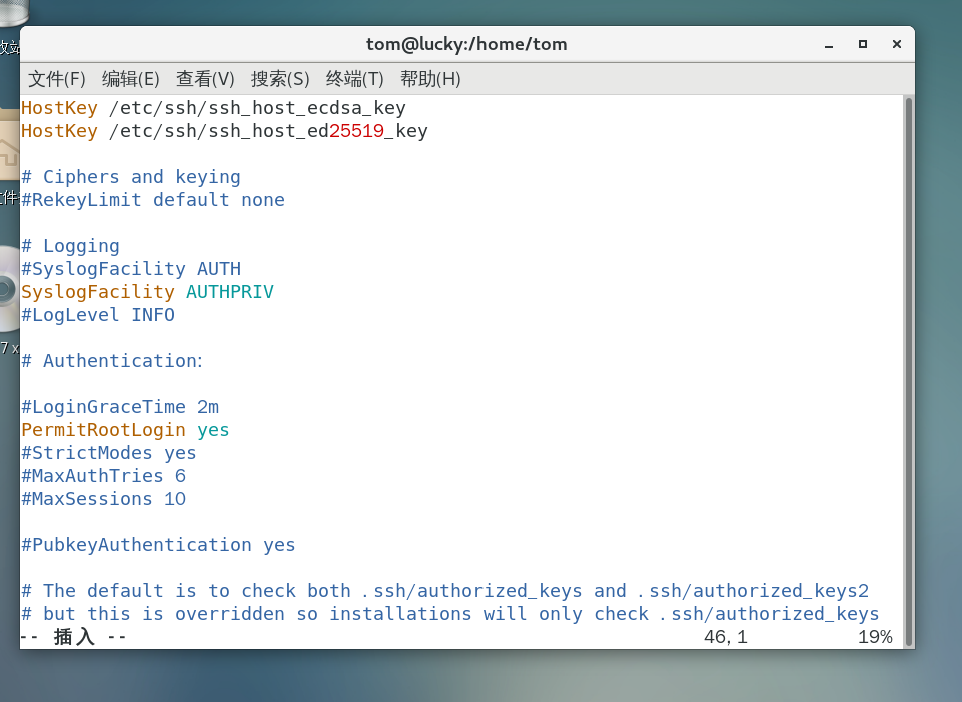 tom@lucky:/home/tom
文件(F) 编辑(E) 查看(V) 搜索(S) 终端(T) 帮助(H)
HostKey /etc/ssh/ssh_host_ecdsa_key
HostKey /etc/ssh/ssh_host_ed25519_key
# Ciphers and keying
#RekeyLimit default none
# Logging
#SyslogFacility AUTH
SyslogFacility AUTHPRIV
#LogLevel INFO
# Authentication:
#LoginGraceTime 2m
PermitRootLogin yes
#StrictModes yes
#MaxAuthTries 6
#MaxSessions 10
#PubkeyAuthentication yes
# The default is to check both .ssh/authorized_keys and .ssh/authorized_keys2
# but this is overridden so installations will only check .ssh/authorized_keys
-- 插入 -- 46,1 19%
7 x